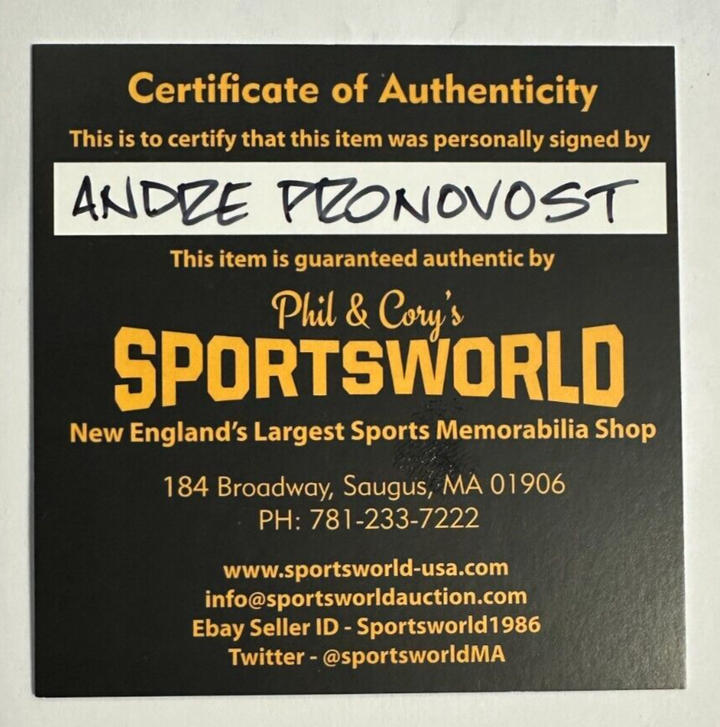 Certificate of Authenticity
This is to certify that this item was personally signed by
ANDRE PRONOVOST
This item is guaranteed authentic by
Phil & Cory's
SPORTSWORLD
New England's Largest Sports Memorabilia Shop
184 Broadway, Saugus, MA 01906
PH: 781-233-7222
www.sportsworld-usa.com
info@sportsworldauction.com
Ebay Seller ID - Sportsworld1986
Twitter - @sportsworldMA